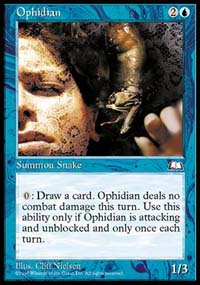 Ophidian 2
Summon Snake
0: Draw a card. Ophidian deals no
combat damage this turn. Use this
ability only if Ophidian is attacking
and unblocked and only once each
turn.
Illus. Cliff Nielsen
1/3